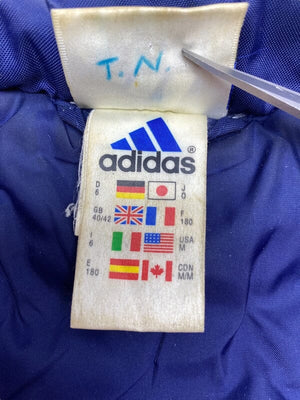 T.N.
adidas®
D 6 J O
GB 40/42 F 180
I 6 USA M
E 180 CDN M/M